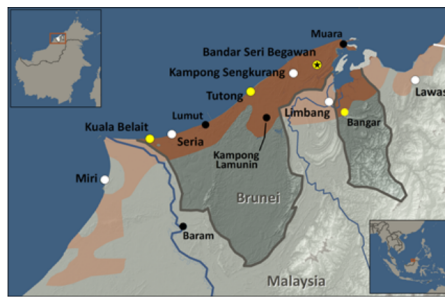 Muara
Bandar Seri Begawan
Kampong Sengkurang
Tutong
Lawas
Lumut
Limbang
Kuala Belait
Bangar
Seria
Kampong
Lamunin
Miri
Brunei
Baram
Malaysia